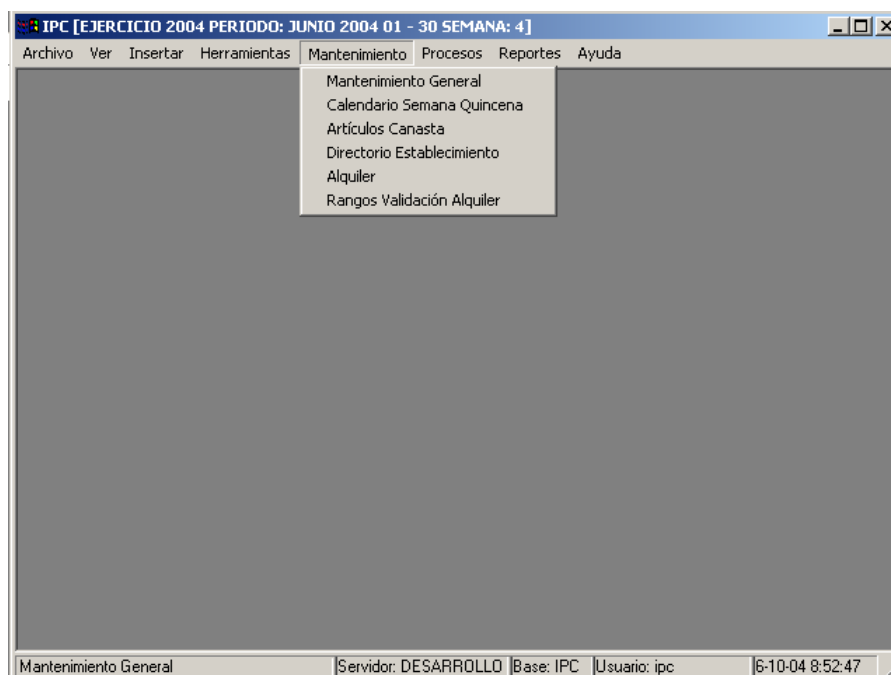 IPC [EJERCICIO 2004 PERIODO: JUNIO 2004 01 - 30 SEMANA: 4]
Archivo Ver Insertar Herramientas Mantenimiento Procesos Reportes Ayuda
Mantenimiento General
Calendario Semana Quincena
Artículos Canasta
Directorio Establecimiento
Alquiler
Rangos Validación Alquiler
Mantenimiento General Servidor: DESARROLLO Base: IPC Usuario: ipc 6-10-04 8:52:47